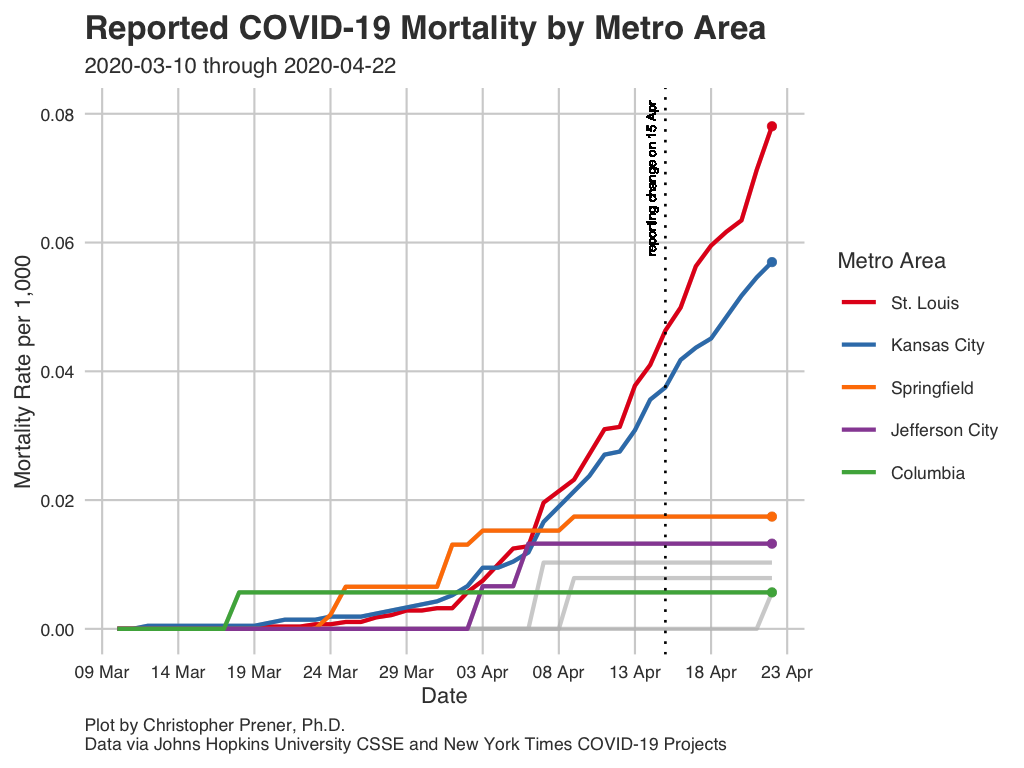 Reported COVID-19 Mortality by Metro Area
2020-03-10 through 2020-04-22
Mortality Rate per 1,000
0.08
0.06
0.04
0.02
0.00
reporting change on 15 Apr
09 Mar
14 Mar
19 Mar
24 Mar
29 Mar
03 Apr
08 Apr
13 Apr
18 Apr
23 Apr
Date
Metro Area
St. Louis
Kansas City
Springfield
Jefferson City
Columbia
Plot by Christopher Prener, Ph.D.
Data via Johns Hopkins University CSSE and New York Times COVID-19 Projects